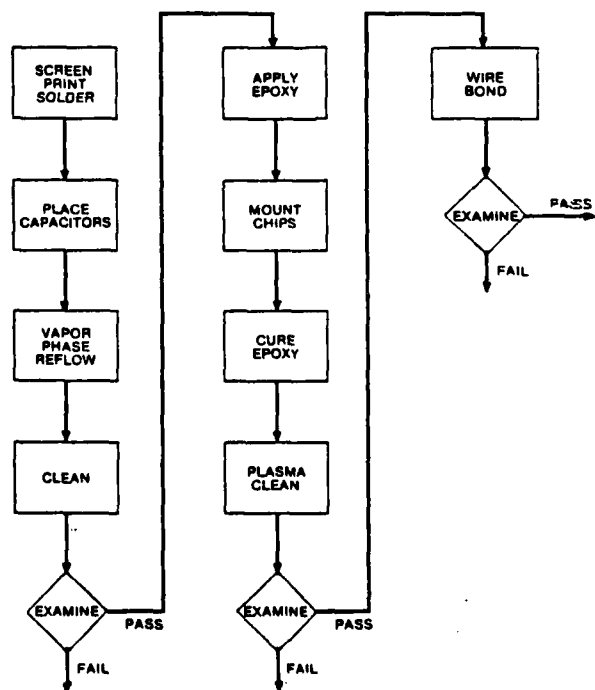 SCREEN
PRINT
SOLDER
PLACE
CAPACITORS
VAPOR
PHASE
REFLOW
CLEAN
EXAMINE
PASS
FAIL
APPLY
EPOXY
MOUNT
CHIPS
CURE
EPOXY
PLASMA
CLEAN
EXAMINE
PASS
FAIL
WIRE
BOND
EXAMINE
PASS
FAIL